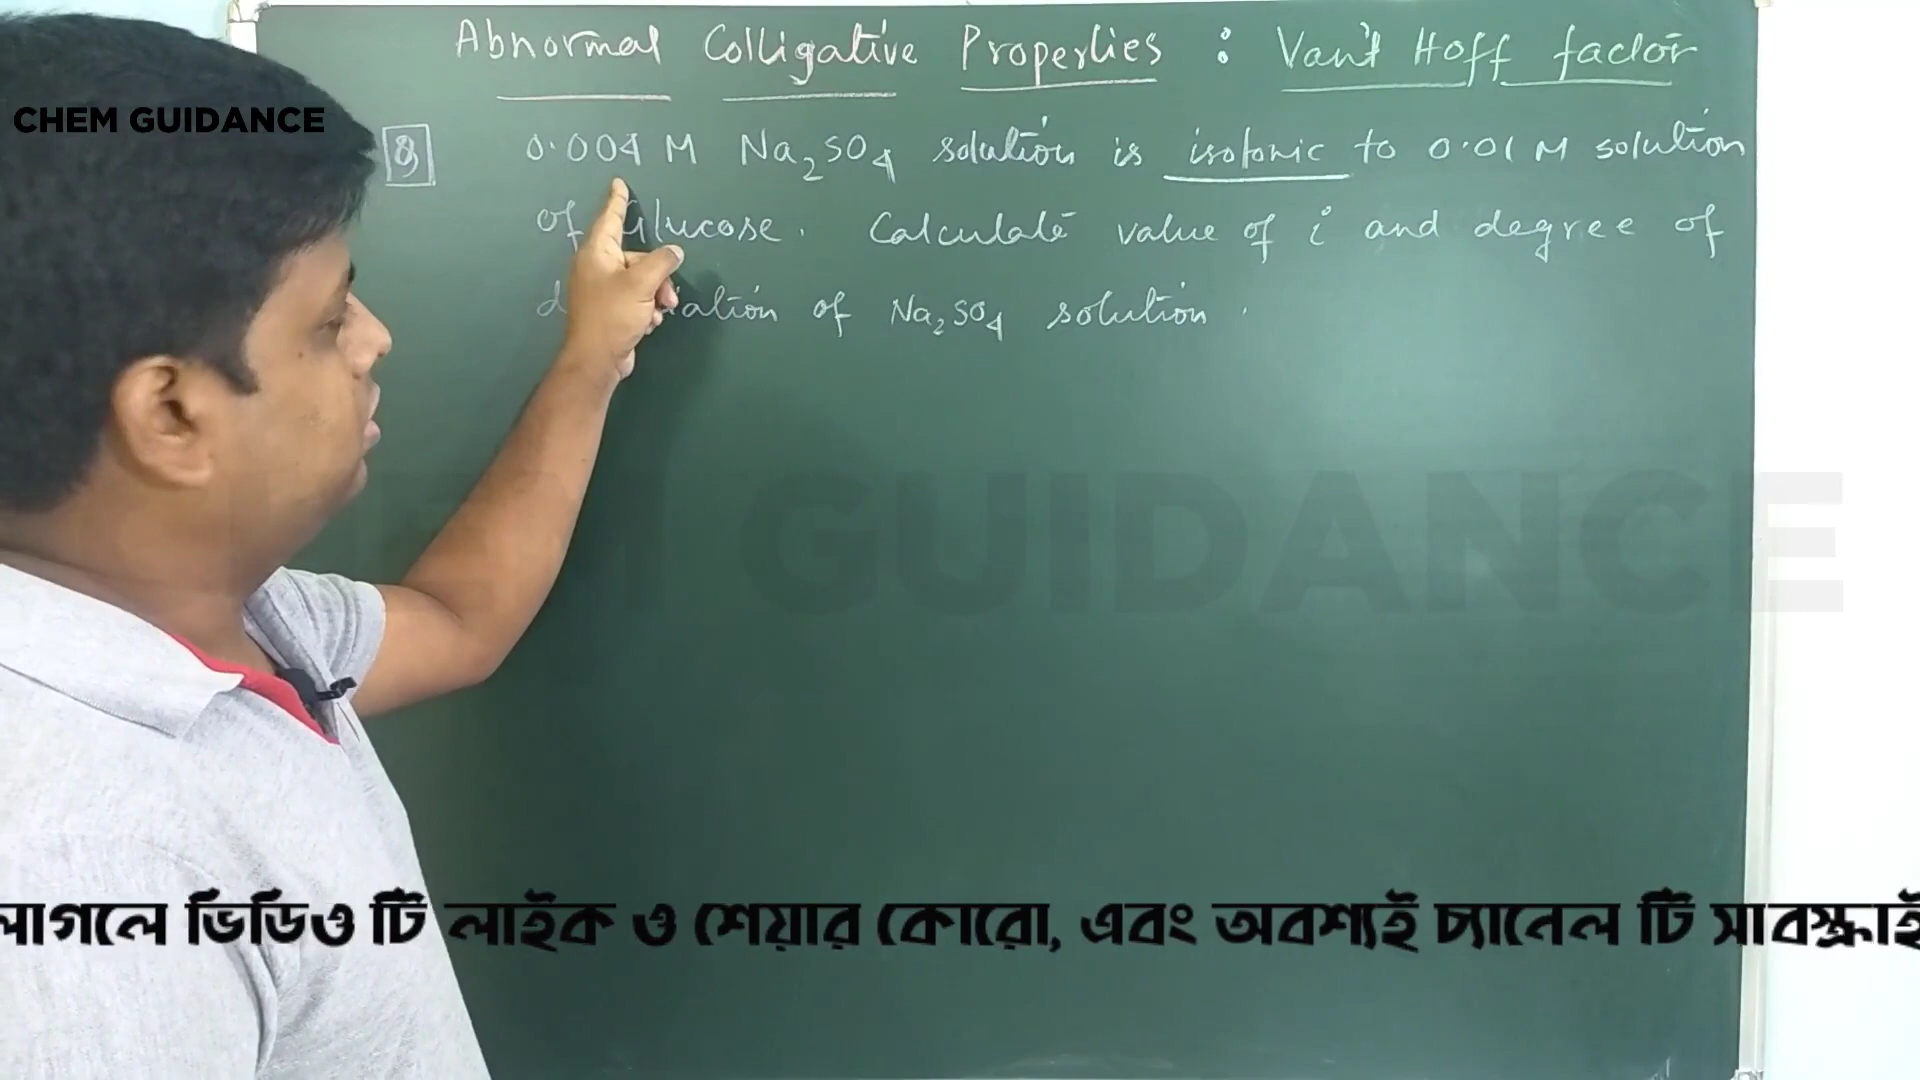 Abnormal Colligative Properties : Van't Hoff factor
CHEM GUIDANCE
8) 0.004 M Na₂SO₄ solution is isotonic to 0.01 M solution
of Glucose. Calculate value of i and degree of
of Na₂SO₄ solution.
GUIDANCE
লাগলে ভিডিও টি লাইক ও শেয়ার কোরো, এবং অবশ্যই চ্যানেল টি